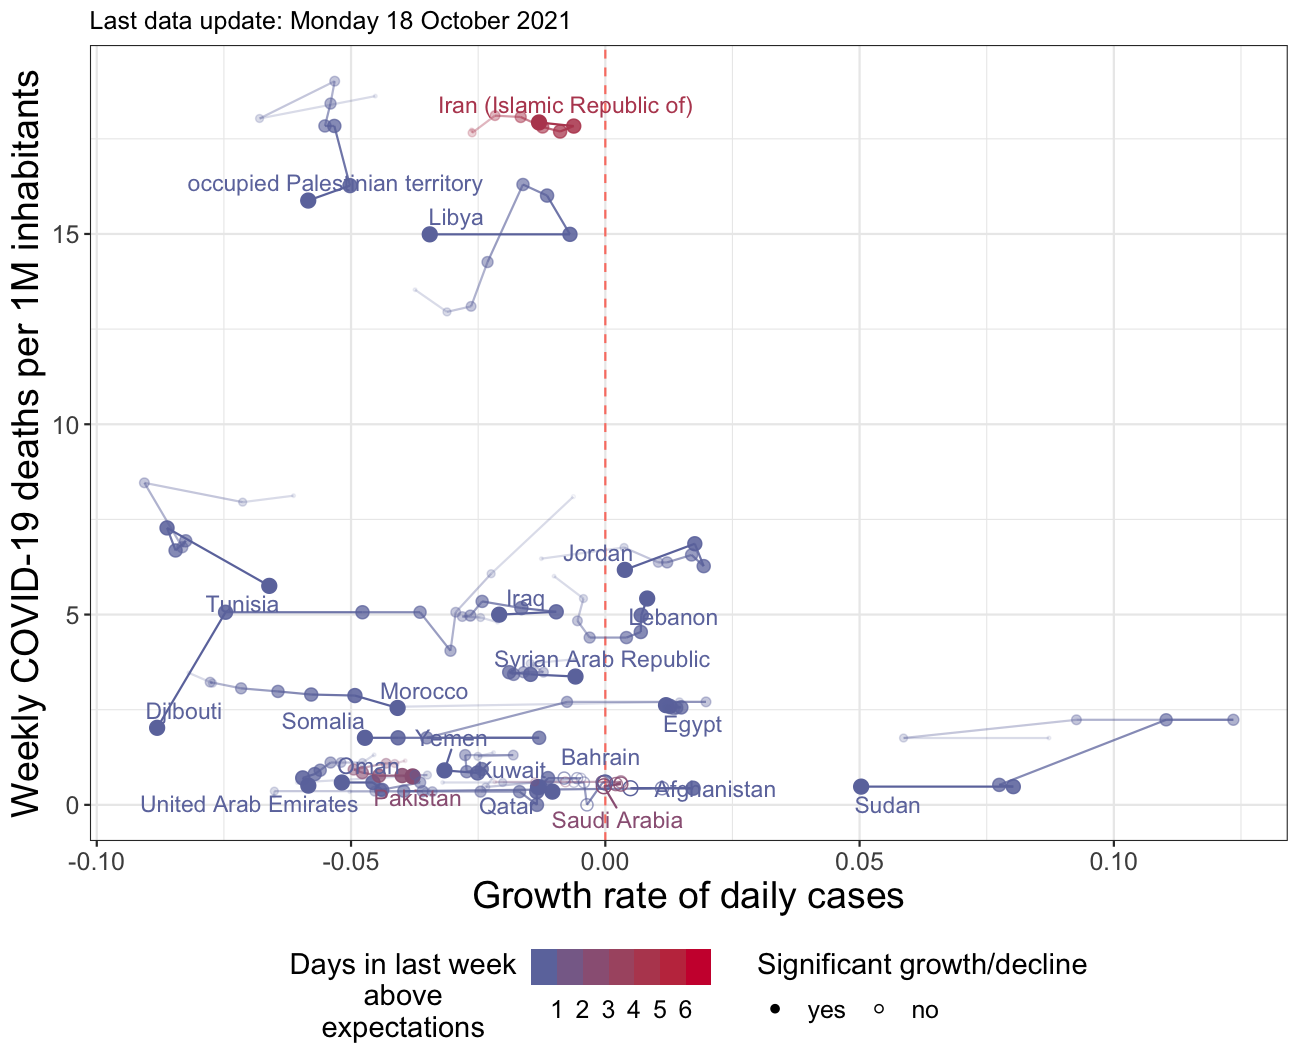 Last data update: Monday 18 October 2021
Weekly COVID-19 deaths per 1M inhabitants
15
10
5
0
Iran (Islamic Republic of)
occupied Palestinian territory
Libya
Jordan
Tunisia
Iraq
Lebanon
Syrian Arab Republic
Morocco
Djibouti
Somalia
Egypt
Yemen
Bahrain
Oman
Kuwait
Afghanistan
Pakistan
United Arab Emirates
Qatar
Sudan
Saudi Arabia
-0.10 -0.05 0.00 0.05 0.10
Growth rate of daily cases
Days in last week
above
expectations
1 2 3 4 5 6
Significant growth/decline
yes no